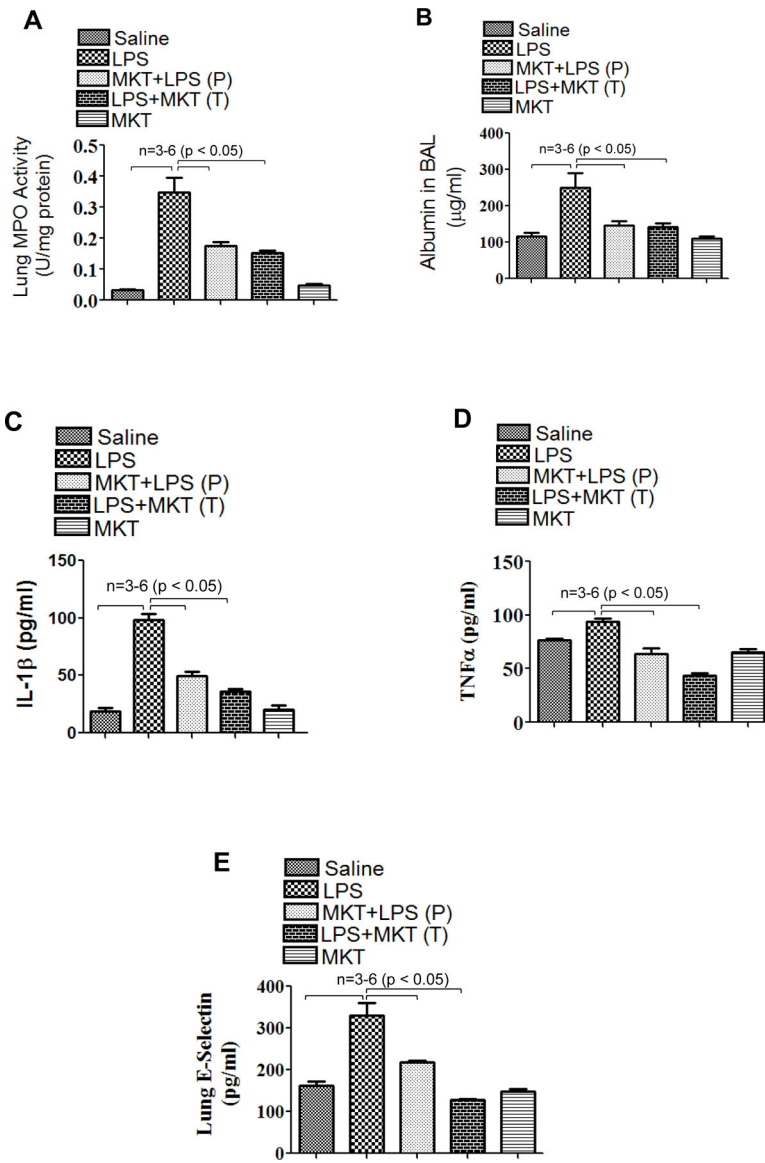 A
Saline
LPS
MKT+LPS (P)
LPS+MKT (T)
MKT
n=3-6 (p < 0.05)
Lung MPO Activity
(U/mg protein)
0.5
0.4
0.3
0.2
0.1
0.0
B
Saline
LPS
MKT+LPS (P)
LPS+MKT (T)
MKT
n=3-6 (p < 0.05)
Albumin in BAL
(μg/ml)
400
300
200
100
0
C
Saline
LPS
MKT+LPS (P)
LPS+MKT (T)
MKT
n=3-6 (p < 0.05)
IL-1β (pg/ml)
150
100
50
0
D
Saline
LPS
MKT+LPS (P)
LPS+MKT (T)
MKT
n=3-6 (p < 0.05)
TNFα (pg/ml)
150
100
50
0
E
Saline
LPS
MKT+LPS (P)
LPS+MKT (T)
MKT
n=3-6 (p < 0.05)
Lung E-Selectin
(pg/ml)
400
300
200
100
0